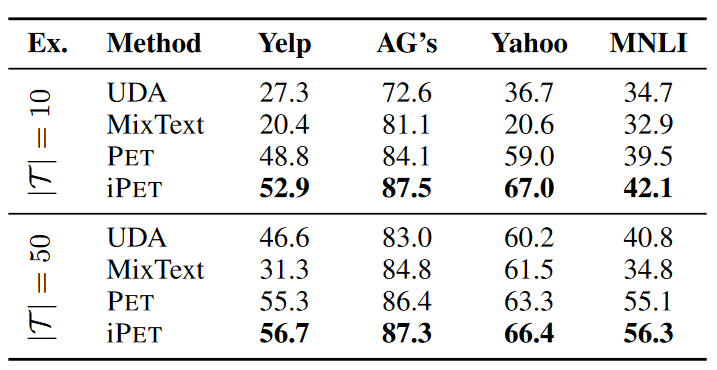 Ex. Method Yelp AG's Yahoo MNLI
|𝒯| = 10
UDA 27.3 72.6 36.7 34.7
MixText 20.4 81.1 20.6 32.9
PET 48.8 84.1 59.0 39.5
iPET 52.9 87.5 67.0 42.1
|𝒯| = 50
UDA 46.6 83.0 60.2 40.8
MixText 31.3 84.8 61.5 34.8
PET 55.3 86.4 63.3 55.1
iPET 56.7 87.3 66.4 56.3